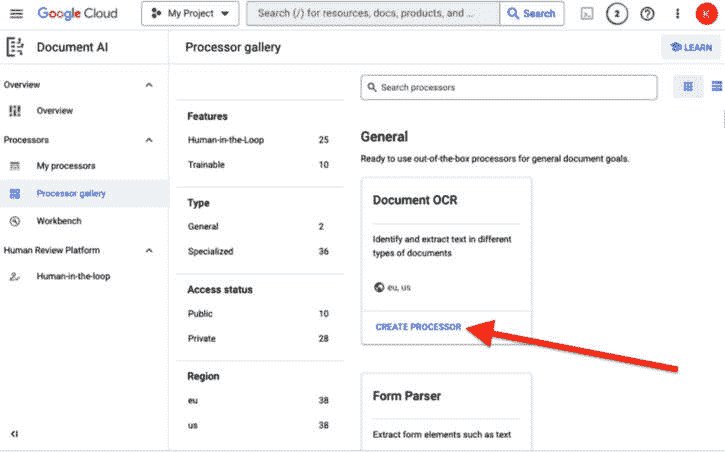 Google Cloud
My Project
Search (/) for resources, docs, products, and ...
Search
2
K
Document AI
Processor gallery
LEARN
Overview
Overview
Processors
My processors
Processor gallery
Workbench
Human Review Platform
Human-in-the-loop
Features
Human-in-the-Loop 25
Trainable 10
Type
General 2
Specialized 36
Access status
Public 10
Private 28
Region
eu 38
us 38
Search processors
General
Ready to use out-of-the-box processors for general document goals.
Document OCR
Identify and extract text in different
types of documents
eu, us
CREATE PROCESSOR
Form Parser
Extract form elements such as text